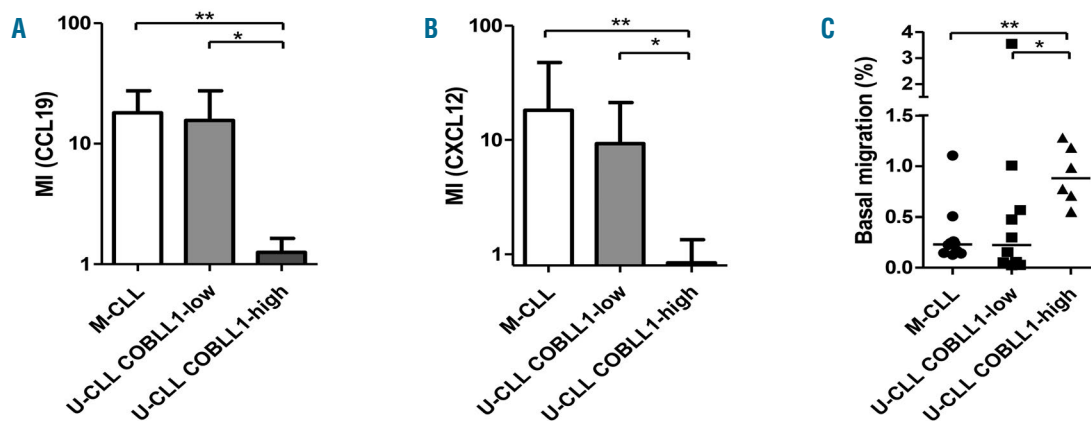 A
MI (CCL19)
100
10
1
**
*
M-CLL
U-CLL COBLL1-low
U-CLL COBLL1-high
B
MI (CXCL12)
100
10
1
**
*
M-CLL
U-CLL COBLL1-low
U-CLL COBLL1-high
C
Basal migration (%)
4
3
2
1.5
1.0
0.5
0.0
**
*
M-CLL
U-CLL COBLL1-low
U-CLL COBLL1-high